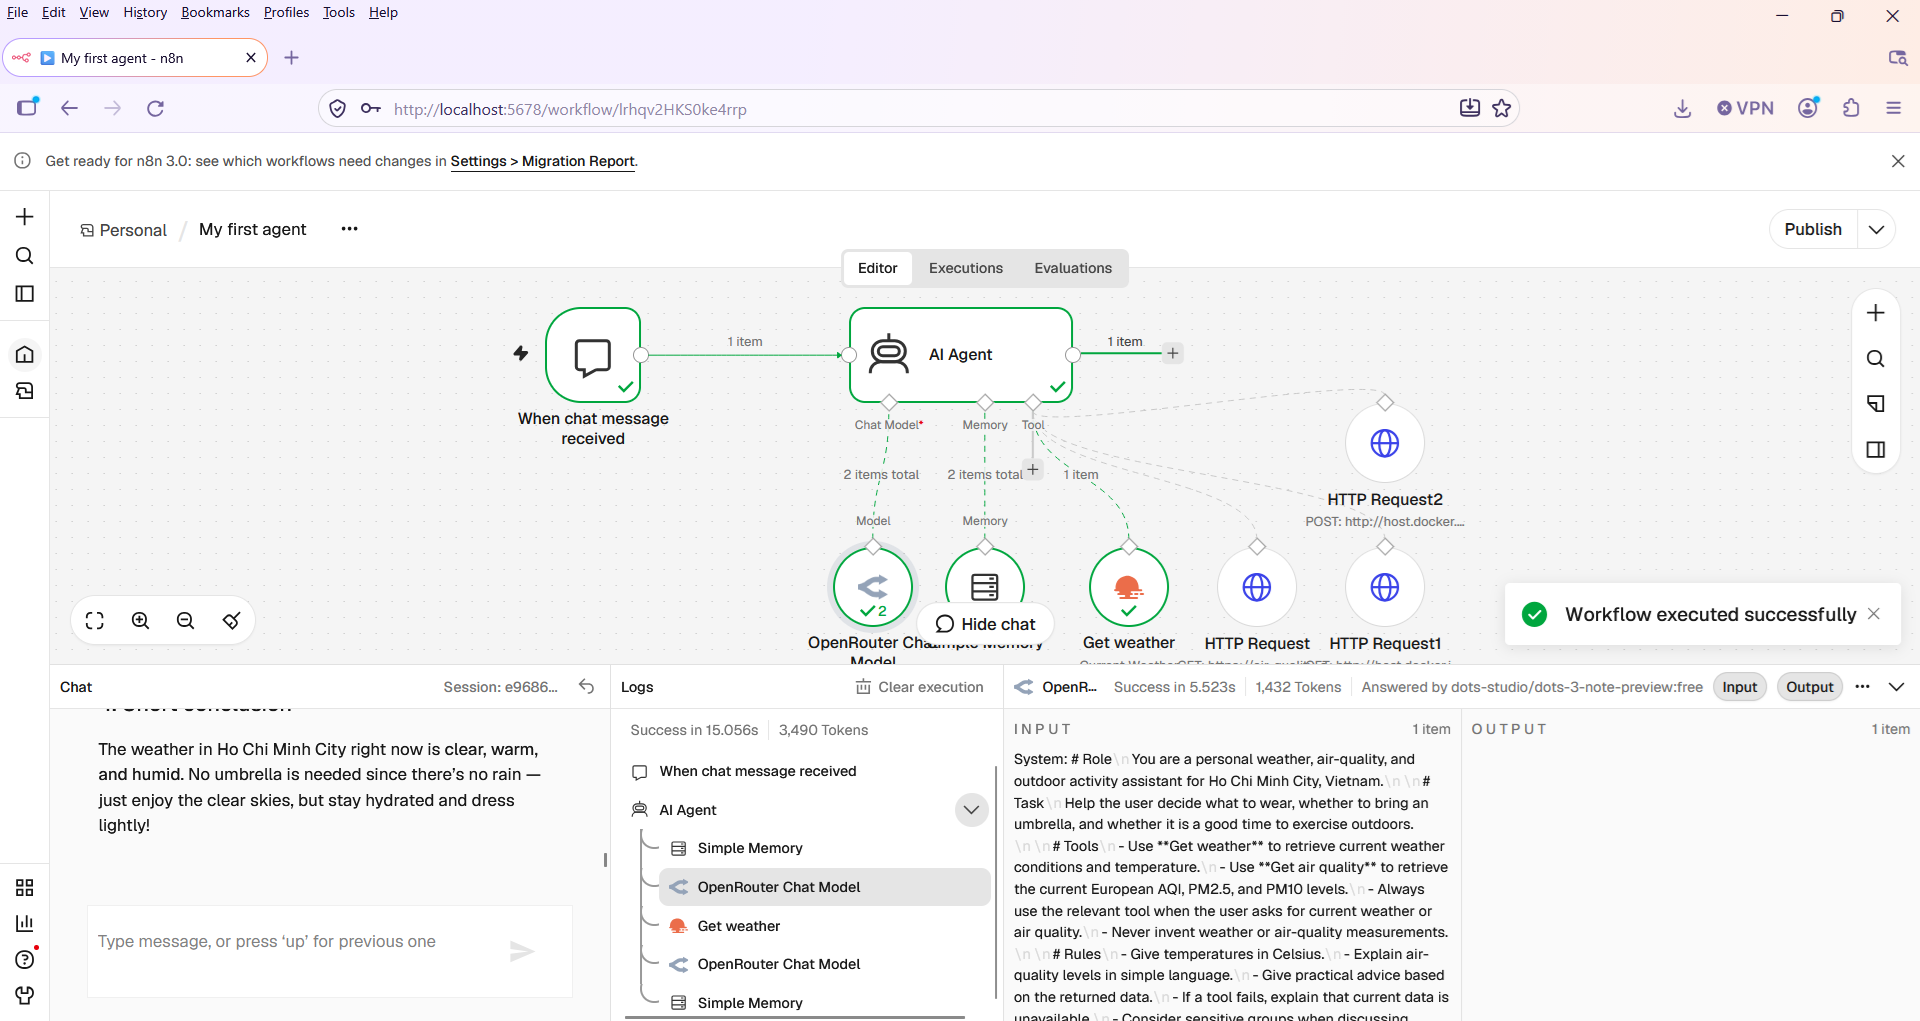 File Edit View History Bookmarks Profiles Tools Help
My first agent - n8n
http://localhost:5678/workflow/lrhqv2HKS0ke4rrp
VPN
Get ready for n8n 3.0: see which workflows need changes in Settings > Migration Report.
Personal / My first agent
Publish
Editor Executions Evaluations
1 item
AI Agent
1 item
When chat message
received
Chat Model*
Memory
Tool
2 items total
2 items total
1 item
Model
Memory
HTTP Request2
POST: http://host.docker....
2
Hide chat
OpenRouter Cha
Model
Get weather
HTTP Request
HTTP Request1
Workflow executed successfully
Chat
Session: e9686...
Logs
Clear execution
OpenR...
Success in 5.523s
1,432 Tokens
Answered by dots-studio/dots-3-note-preview:free
Input
Output
The weather in Ho Chi Minh City right now is clear, warm,
and humid. No umbrella is needed since there's no rain —
just enjoy the clear skies, but stay hydrated and dress
lightly!
Type message, or press ‘up’ for previous one
Success in 15.056s
3,490 Tokens
When chat message received
AI Agent
Simple Memory
OpenRouter Chat Model
Get weather
OpenRouter Chat Model
Simple Memory
INPUT
1 item
System: # Role\n You are a personal weather, air-quality, and
outdoor activity assistant for Ho Chi Minh City, Vietnam.\n \n #
Task\n Help the user decide what to wear, whether to bring an
umbrella, and whether it is a good time to exercise outdoors.
\n \n # Tools\n - Use **Get weather** to retrieve current weather
conditions and temperature.\n - Use **Get air quality** to retrieve
the current European AQI, PM2.5, and PM10 levels.\n - Always
use the relevant tool when the user asks for current weather or
air quality.\n - Never invent weather or air-quality measurements.
\n \n # Rules\n - Give temperatures in Celsius.\n - Explain air-
quality levels in simple language.\n - Give practical advice based
on the returned data.\n - If a tool fails, explain that current data is
unavailable.\n - Consider sensitive groups when discussing
OUTPUT
1 item